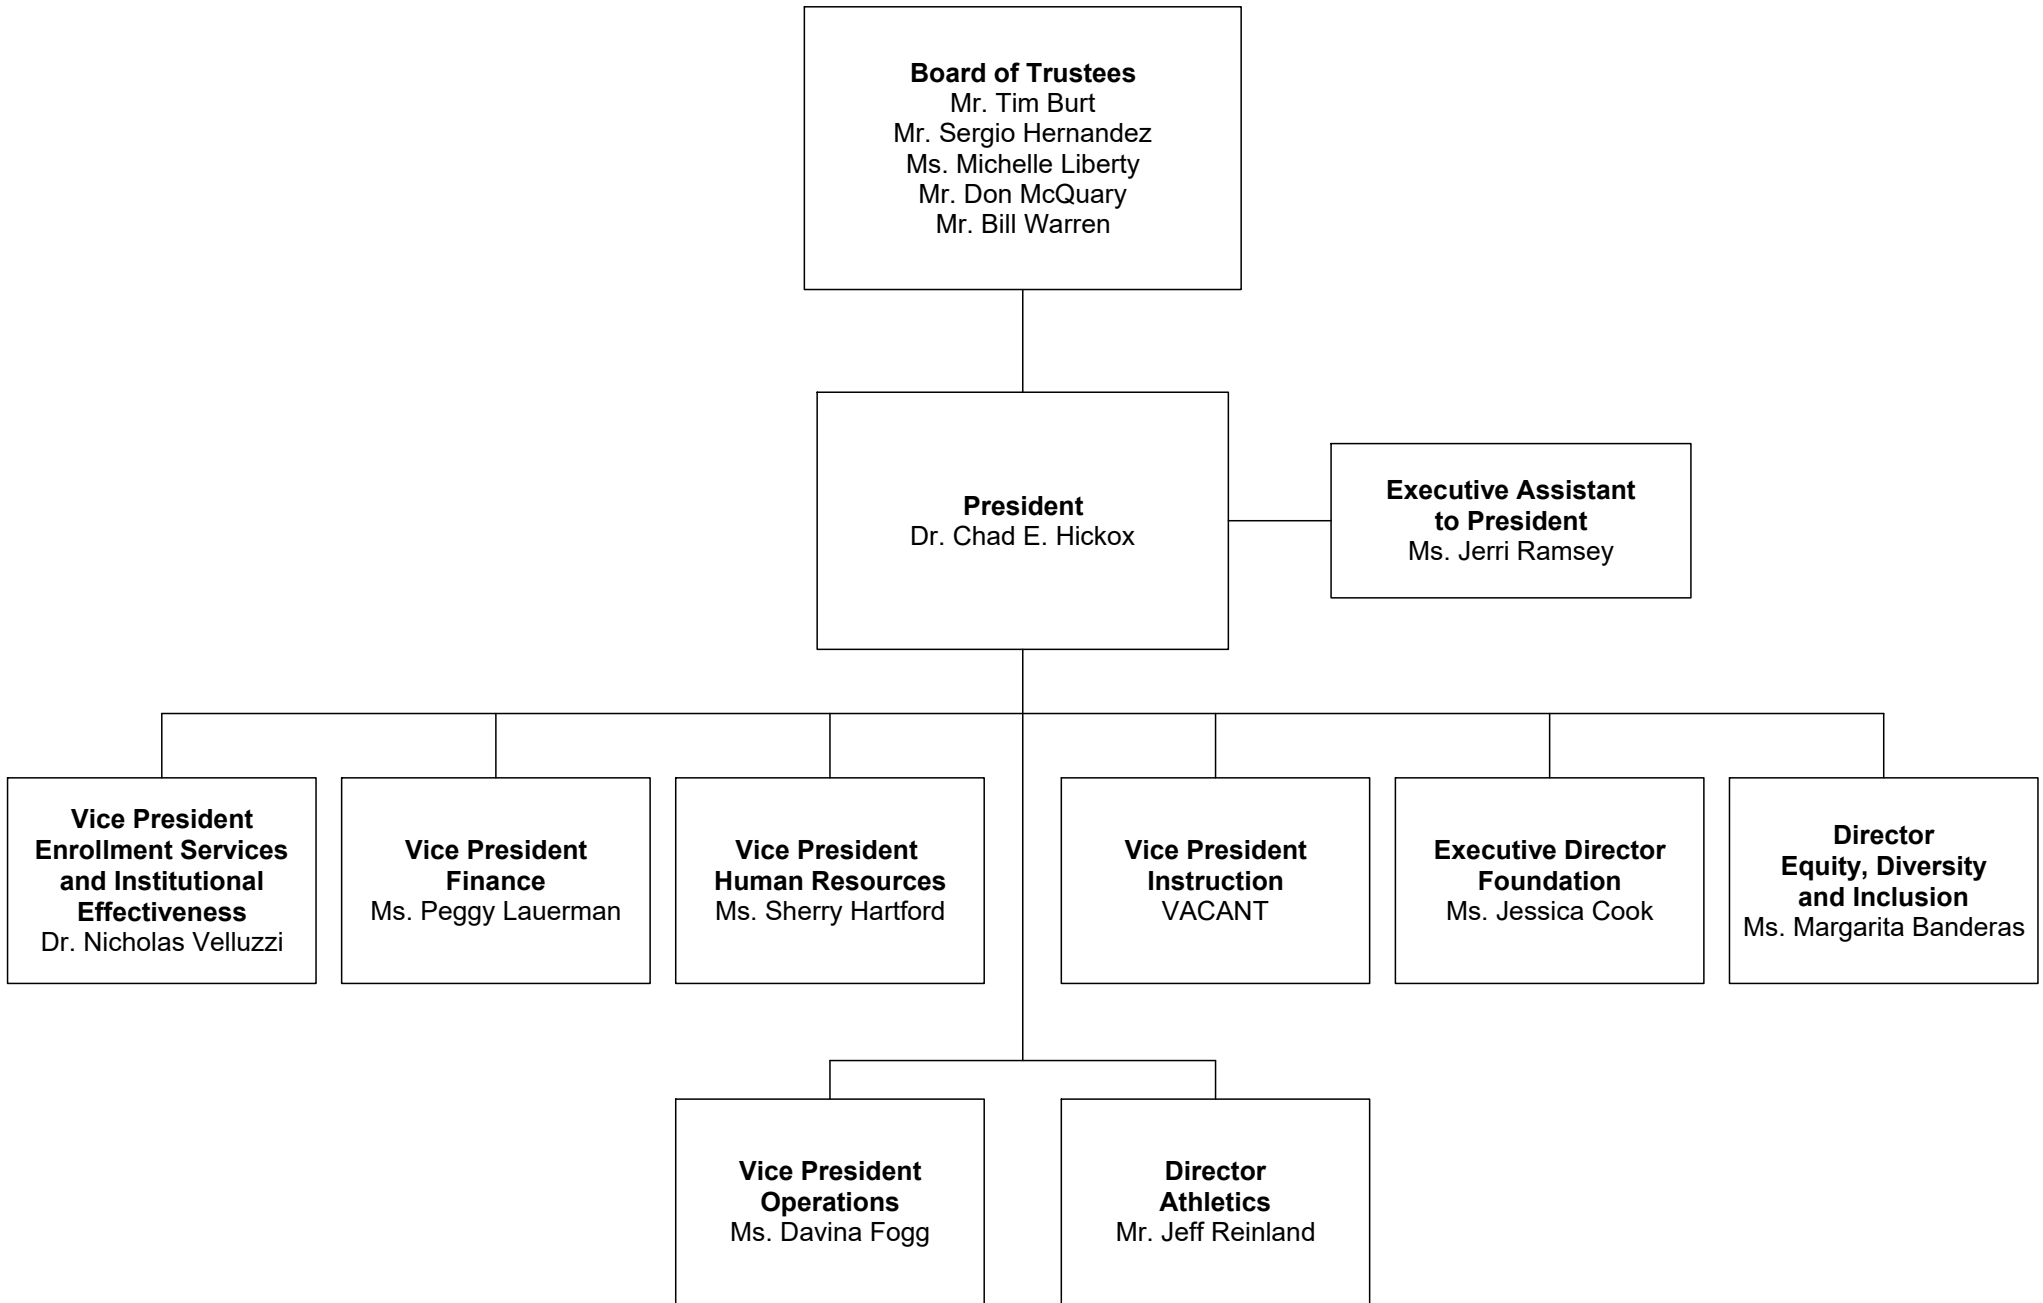 Board of Trustees
Mr. Tim Burt
Mr. Sergio Hernandez
Ms. Michelle Liberty
Mr. Don McQuary
Mr. Bill Warren
President
Dr. Chad E. Hickox
Executive Assistant
to President
Ms. Jerri Ramsey
Vice President
Enrollment Services
and Institutional
Effectiveness
Dr. Nicholas Velluzzi
Vice President
Finance
Ms. Peggy Lauerman
Vice President
Human Resources
Ms. Sherry Hartford
Vice President
Instruction
VACANT
Executive Director
Foundation
Ms. Jessica Cook
Director
Equity, Diversity
and Inclusion
Ms. Margarita Banderas
Vice President
Operations
Ms. Davina Fogg
Director
Athletics
Mr. Jeff Reinland